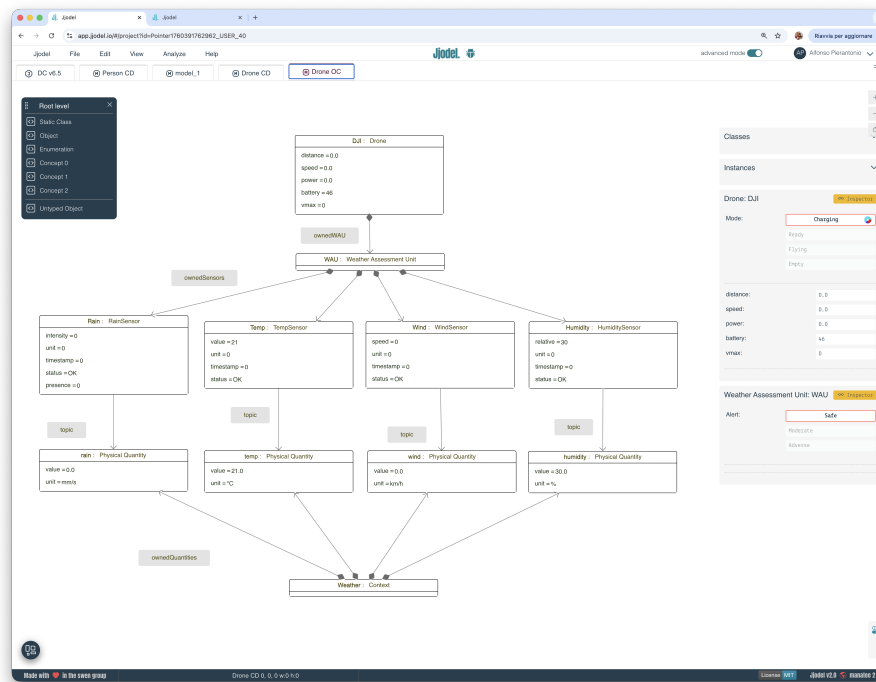 Jjodel
Jjodel
app.jjodel.io/#/project?id=Pointer1760391762962_USER_40
Riavvia per aggiornare
Jjodel File Edit View Analyze Help
Jjodel.
advanced mode
AP Alfonso Pierantonio
DC v6.5
Person CD
model_1
Drone CD
Drone OC
Root level
Static Class
Object
Enumeration
Concept 0
Concept 1
Concept 2
Untyped Object
DJI : Drone
distance =0.0
speed =0.0
power =0.0
battery =46
vmax =0
ownedWAU
WAU : Weather Assessment Unit
ownedSensors
Rain : RainSensor
intensity =0
unit =0
timestamp =0
status =OK
presence =0
Temp : TempSensor
value =21
unit =0
timestamp =0
status =OK
Wind : WindSensor
speed =0
unit =0
timestamp =0
status =OK
Humidity : HumiditySensor
relative =30
unit =0
timestamp =0
status =OK
topic
topic
topic
topic
rain : Physical Quantity
value =0.0
unit =mm/s
temp : Physical Quantity
value =21.0
unit =°C
wind : Physical Quantity
value =0.0
unit =km/h
humidity : Physical Quantity
value =30.0
unit =%
ownedQuantities
Weather : Context
Classes
Instances
Drone: DJI
Inspector
Mode:
Charging
Ready
Flying
Empty
distance: 0.0
speed: 0.0
power: 0.0
battery: 46
vmax: 0
Weather Assessment Unit: WAU
Inspector
Alert:
Safe
Moderate
Adverse
Made with ❤ in the swen group
Drone CD 0, 0, 0 w:0 h:0
License MIT
Jjodel v2.0
manatee 2